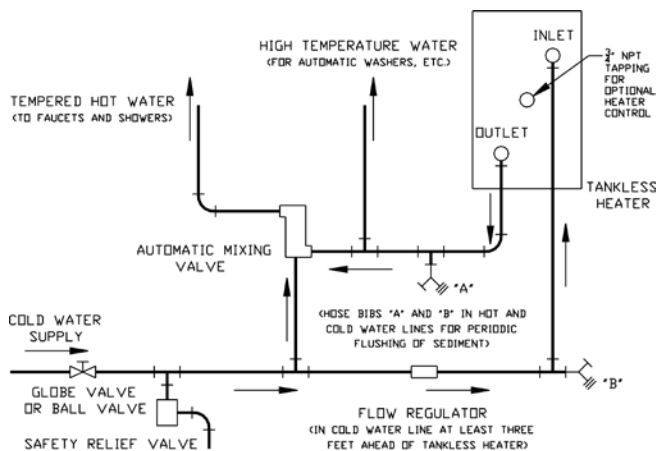 HIGH TEMPERATURE WATER
(FOR AUTOMATIC WASHERS, ETC.)
INLET
3/4" NPT
TAPPING
FOR
OPTIONAL
HEATER
CONTROL
TEMPERED HOT WATER
(TO FAUCETS AND SHOWERS)
OUTLET
TANKLESS
HEATER
AUTOMATIC MIXING
VALVE
"A"
(HOSE BIBS "A" AND "B" IN HOT AND
COLD WATER LINES FOR PERIODIC
FLUSHING OF SEDIMENT)
COLD WATER
SUPPLY
"B"
GLOBE VALVE
OR BALL VALVE
FLOW REGULATOR
(IN COLD WATER LINE AT LEAST THREE
FEET AHEAD OF TANKLESS HEATER)
SAFETY RELIEF VALVE